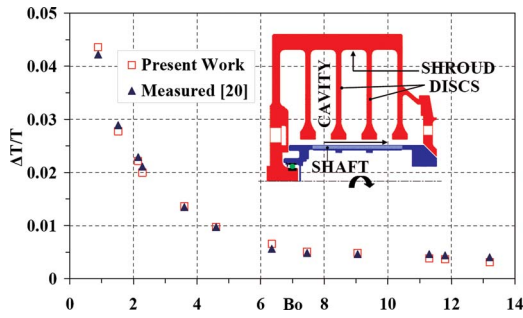 0.05
0.04
0.03
0.02
0.01
0
ΔT/T
Present Work
Measured [20]
CAVITY
SHROUD
DISCS
SHAFT
0 2 4 6 Bo 8 10 12 14